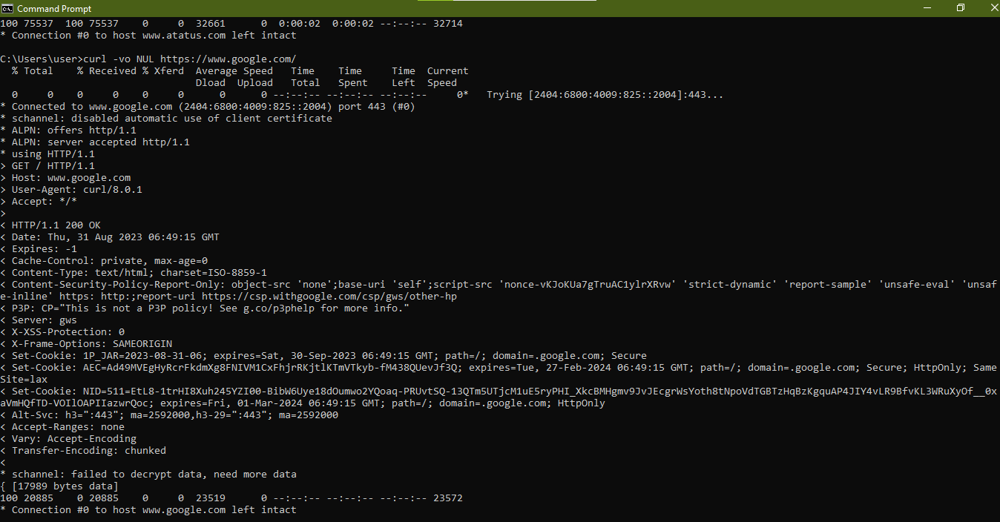 Command Prompt
100 75537  100 75537    0     0  32661      0  0:00:02  0:00:02 --:--:-- 32714
* Connection #0 to host www.atatus.com left intact
C:\Users\user>curl -vo NUL https://www.google.com/
  % Total    % Received % Xferd  Average Speed   Time    Time     Time  Current
                                 Dload  Upload   Total   Spent    Left  Speed
  0     0    0     0    0     0      0      0 --:--:-- --:--:-- --:--:--     0*   Trying [2404:6800:4009:825::2004]:443...
* Connected to www.google.com (2404:6800:4009:825::2004) port 443 (#0)
* schannel: disabled automatic use of client certificate
* ALPN: offers http/1.1
* ALPN: server accepted http/1.1
* using HTTP/1.1
> GET / HTTP/1.1
> Host: www.google.com
> User-Agent: curl/8.0.1
> Accept: */*
>
< HTTP/1.1 200 OK
< Date: Thu, 31 Aug 2023 06:49:15 GMT
< Expires: -1
< Cache-Control: private, max-age=0
< Content-Type: text/html; charset=ISO-8859-1
< Content-Security-Policy-Report-Only: object-src 'none';base-uri 'self';script-src 'nonce-vKJoKUa7gTruAC1ylrXRvw' 'strict-dynamic' 'report-sample' 'unsafe-eval' 'unsaf
e-inline' https: http:;report-uri https://csp.withgoogle.com/csp/gws/other-hp
< P3P: CP="This is not a P3P policy! See g.co/p3phelp for more info."
< Server: gws
< X-XSS-Protection: 0
< X-Frame-Options: SAMEORIGIN
< Set-Cookie: 1P_JAR=2023-08-31-06; expires=Sat, 30-Sep-2023 06:49:15 GMT; path=/; domain=.google.com; Secure
< Set-Cookie: AEC=Ad49MVEgHyRcrFkdmXg8FNIVM1CxFhjrRKjtlKTmVTkyb-fM438QUevJf3Q; expires=Tue, 27-Feb-2024 06:49:15 GMT; path=/; domain=.google.com; Secure; HttpOnly; Same
Site=lax
< Set-Cookie: NID=511=EtL8-1trHI8Xuh245YZI00-BibW6Uye18dOumwo2YQoaq-PRUvtSQ-13QTm5UTjcM1uE5ryPHI_XkcBMHgmv9JvJEcgrWsYoth8tNpoVdTGBTzHqBzKgquAP4JIY4vLR9BfvKL3WRuXyOf__0x
aVmHQfTD-VOIlOAPIIazwrQoc; expires=Fri, 01-Mar-2024 06:49:15 GMT; path=/; domain=.google.com; HttpOnly
< Alt-Svc: h3=":443"; ma=2592000,h3-29=":443"; ma=2592000
< Accept-Ranges: none
< Vary: Accept-Encoding
< Transfer-Encoding: chunked
<
* schannel: failed to decrypt data, need more data
{ [17989 bytes data]
100 20885    0 20885    0     0  23519      0 --:--:-- --:--:-- --:--:-- 23572
* Connection #0 to host www.google.com left intact